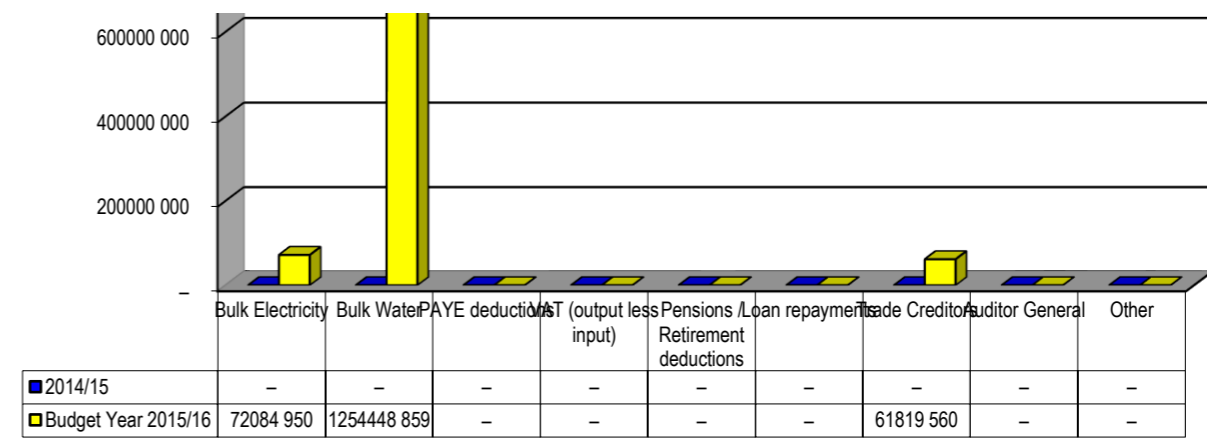 600000 000
400000 000
200000 000
–
Bulk Electricity Bulk Water PAYE deductions VAT (output less input) Pensions / Retirement deductions Loan repayments Trade Creditors Auditor General Other
2014/15 – – – – – – – – –
Budget Year 2015/16 72084 950 1254448 859 – – – – 61819 560 – –